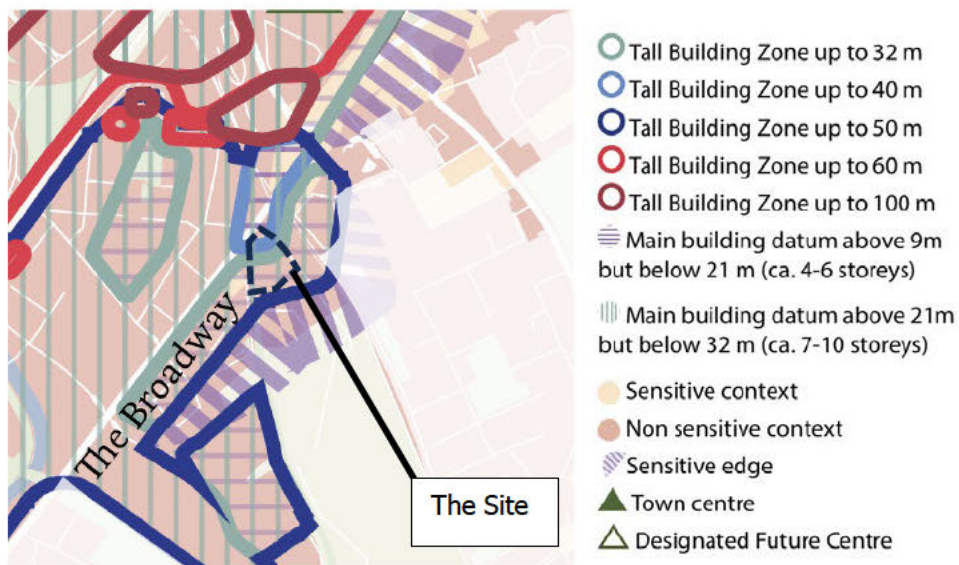 Tall Building Zone up to 32 m
Tall Building Zone up to 40 m
Tall Building Zone up to 50 m
Tall Building Zone up to 60 m
Tall Building Zone up to 100 m
Main building datum above 9m
but below 21 m (ca. 4-6 storeys)
Main building datum above 21m
but below 32 m (ca. 7-10 storeys)
Sensitive context
Non sensitive context
Sensitive edge
Town centre
Designated Future Centre
The Broadway
The Site